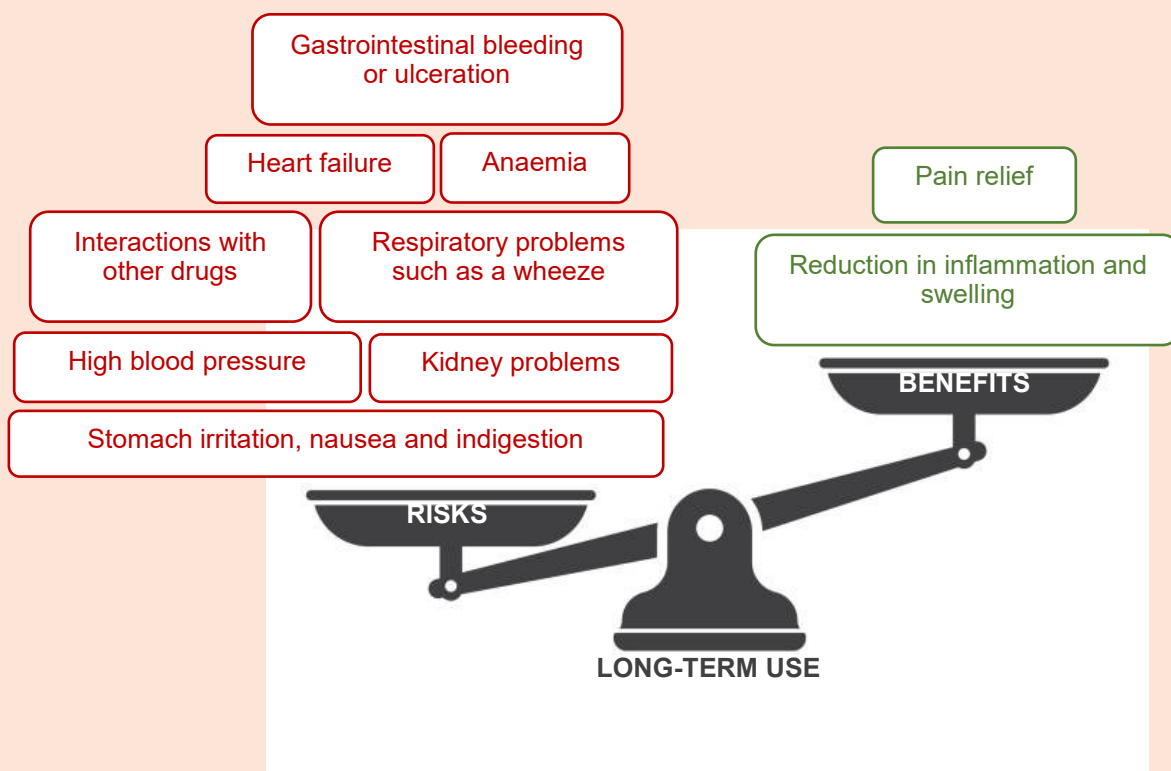 Gastrointestinal bleeding
or ulceration
Heart failure
Anaemia
Interactions with
other drugs
Respiratory problems
such as a wheeze
High blood pressure
Kidney problems
Stomach irritation, nausea and indigestion
RISKS
Pain relief
Reduction in inflammation and
swelling
BENEFITS
LONG-TERM USE